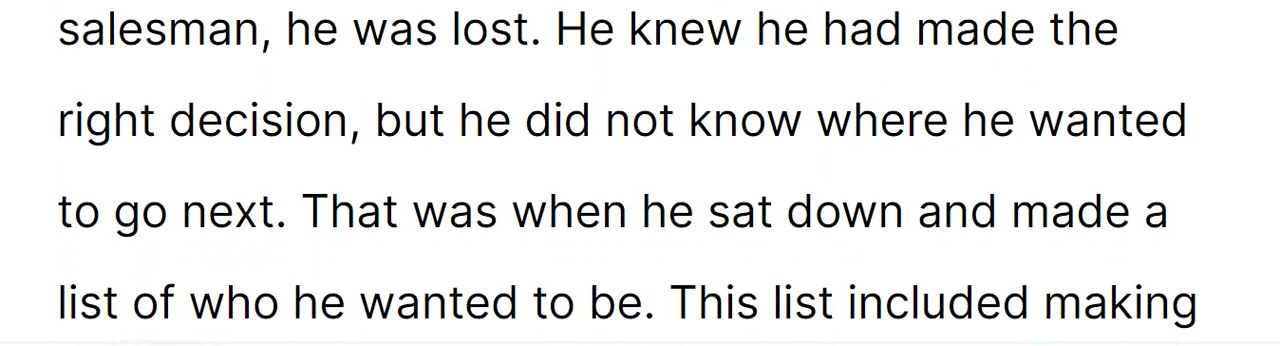 salesman, he was lost. He knew he had made the
right decision, but he did not know where he wanted
to go next. That was when he sat down and made a
list of who he wanted to be. This list included making